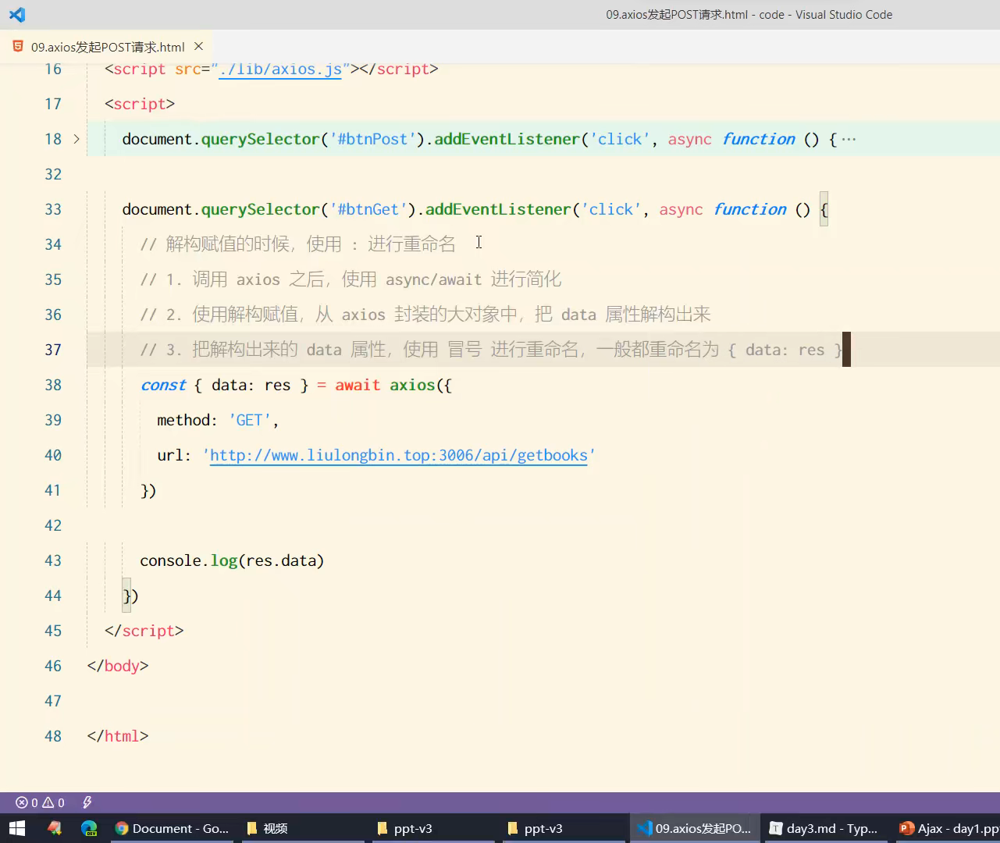 09.axios发起POST请求.html - code - Visual Studio Code
09.axios发起POST请求.html
16 <script src="./lib/axios.js"></script>
17 <script>
18 document.querySelector('#btnPost').addEventListener('click', async function () {···
32
33 document.querySelector('#btnGet').addEventListener('click', async function () {
34 // 解构赋值的时候，使用 : 进行重命名
35 // 1. 调用 axios 之后，使用 async/await 进行简化
36 // 2. 使用解构赋值，从 axios 封装的大对象中，把 data 属性解构出来
37 // 3. 把解构出来的 data 属性，使用 冒号 进行重命名，一般都重命名为 { data: res }
38 const { data: res } = await axios({
39 method: 'GET',
40 url: 'http://www.liulongbin.top:3006/api/getbooks'
41 })
42
43 console.log(res.data)
44 })
45 </script>
46 </body>
47
48 </html>
0 0
Document - Go... 视频 ppt-v3 ppt-v3 09.axios发起PO... day3.md - Typ... Ajax - day1.pp